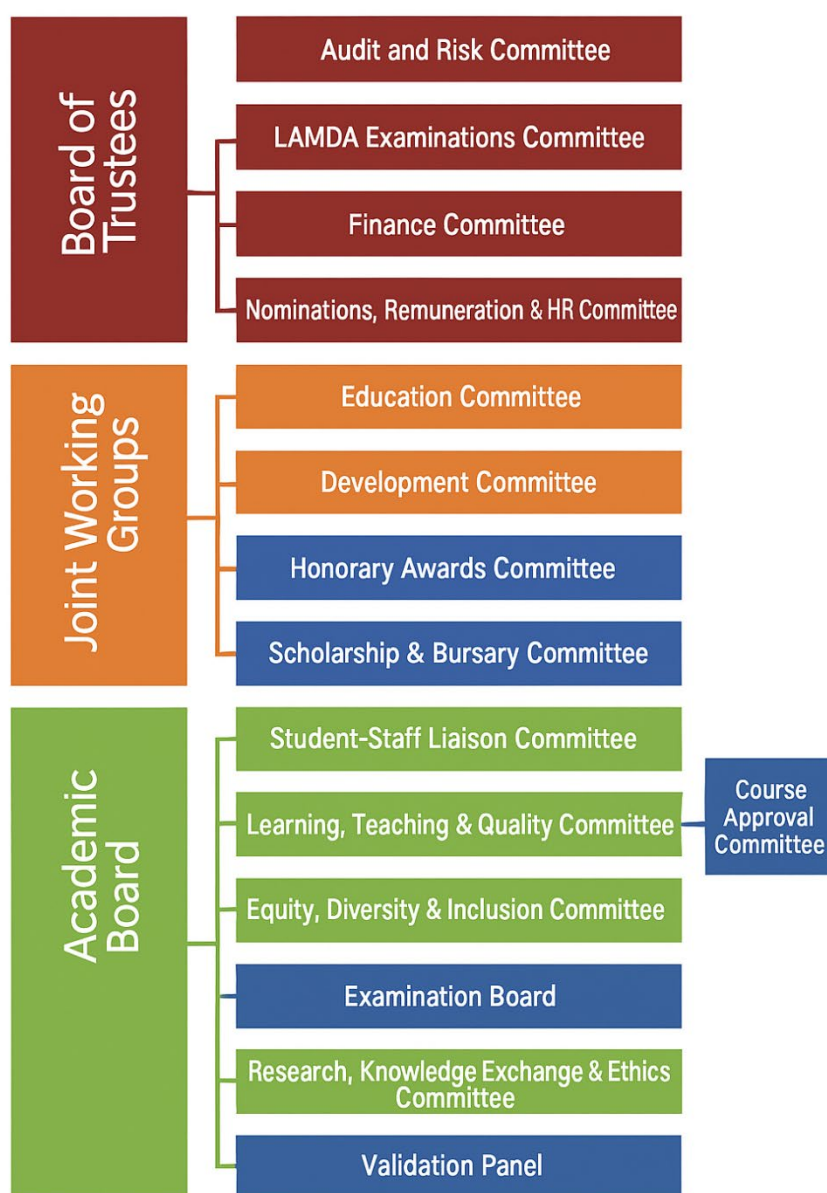 Board of
Trustees
Audit and Risk Committee
LAMDA Examinations Committee
Finance Committee
Nominations, Remuneration & HR Committee
Joint Working
Groups
Education Committee
Development Committee
Honorary Awards Committee
Scholarship & Bursary Committee
Academic
Board
Student-Staff Liaison Committee
Learning, Teaching & Quality Committee
Course
Approval
Committee
Equity, Diversity & Inclusion Committee
Examination Board
Research, Knowledge Exchange & Ethics
Committee
Validation Panel